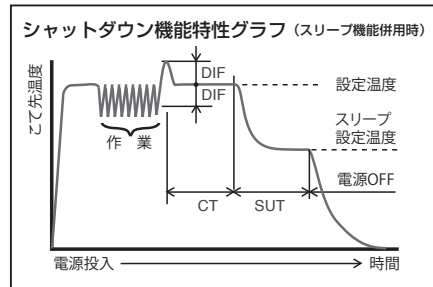 シャットダウン機能特性グラフ（スリープ機能併用時）
こて先温度
DIF
DIF
設定温度
作 業
スリープ
設定温度
電源OFF
CT
SUT
電源投入
時間